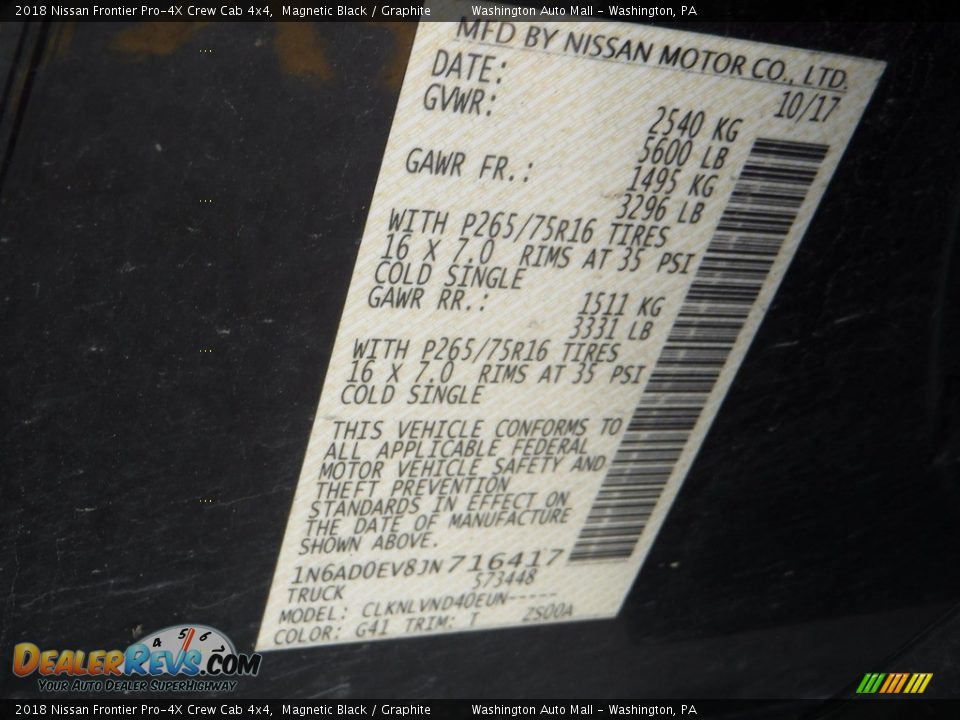 2018 Nissan Frontier Pro-4X Crew Cab 4x4,  Magnetic Black / Graphite          Washington Auto Mall - Washington, PA
MFD BY NISSAN MOTOR CO., LTD.
DATE: 10/17
GVWR: 2540 KG
5600 LB
GAWR FR.: 1495 KG
3296 LB
WITH P265/75R16 TIRES
16 X 7.0 RIMS AT 35 PSI
COLD SINGLE
GAWR RR.: 1511 KG
3331 LB
WITH P265/75R16 TIRES
16 X 7.0 RIMS AT 35 PSI
COLD SINGLE
THIS VEHICLE CONFORMS TO
ALL APPLICABLE FEDERAL
MOTOR VEHICLE SAFETY AND
THEFT PREVENTION
STANDARDS IN EFFECT ON
THE DATE OF MANUFACTURE
SHOWN ABOVE.
1N6AD0EV8JN716417
TRUCK 573448
MODEL: CLKNLVND40EUN-----
COLOR: G41 TRIM: T ZS00A
4 5 6
DEALERREVS.COM
YOUR AUTO DEALER SUPERHIGHWAY
2018 Nissan Frontier Pro-4X Crew Cab 4x4,  Magnetic Black / Graphite          Washington Auto Mall - Washington, PA